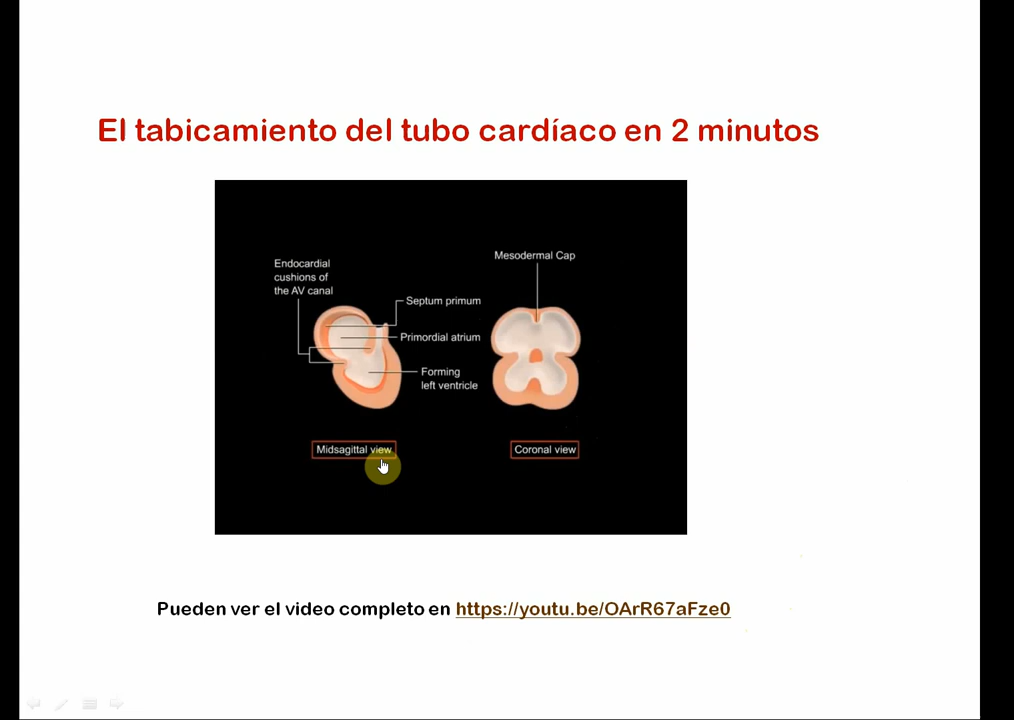 El tabicamiento del tubo cardíaco en 2 minutos
Endocardial
cushions of
the AV canal
Septum primum
Primordial atrium
Forming
left ventricle
Midsagittal view
Mesodermal Cap
Coronal view
Pueden ver el video completo en https://youtu.be/OArR67aFze0